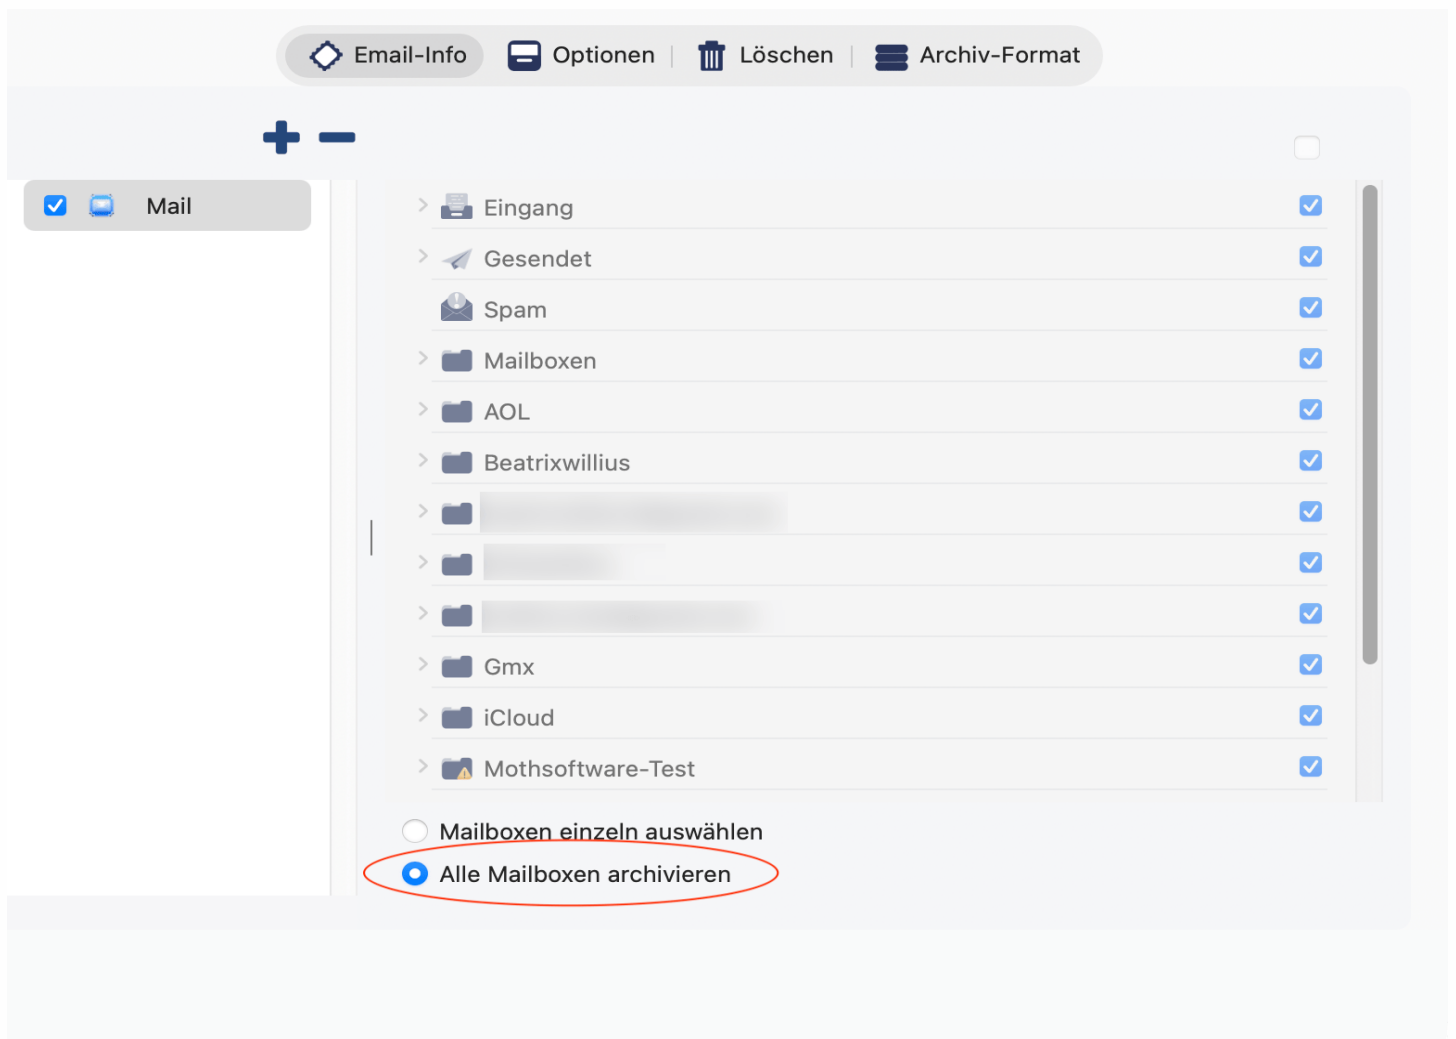 Email-Info Optionen Löschen Archiv-Format
Mail
Eingang
Gesendet
Spam
Mailboxen
AOL
Beatrixwillius
Gmx
iCloud
Mothsoftware-Test
Mailboxen einzeln auswählen
Alle Mailboxen archivieren